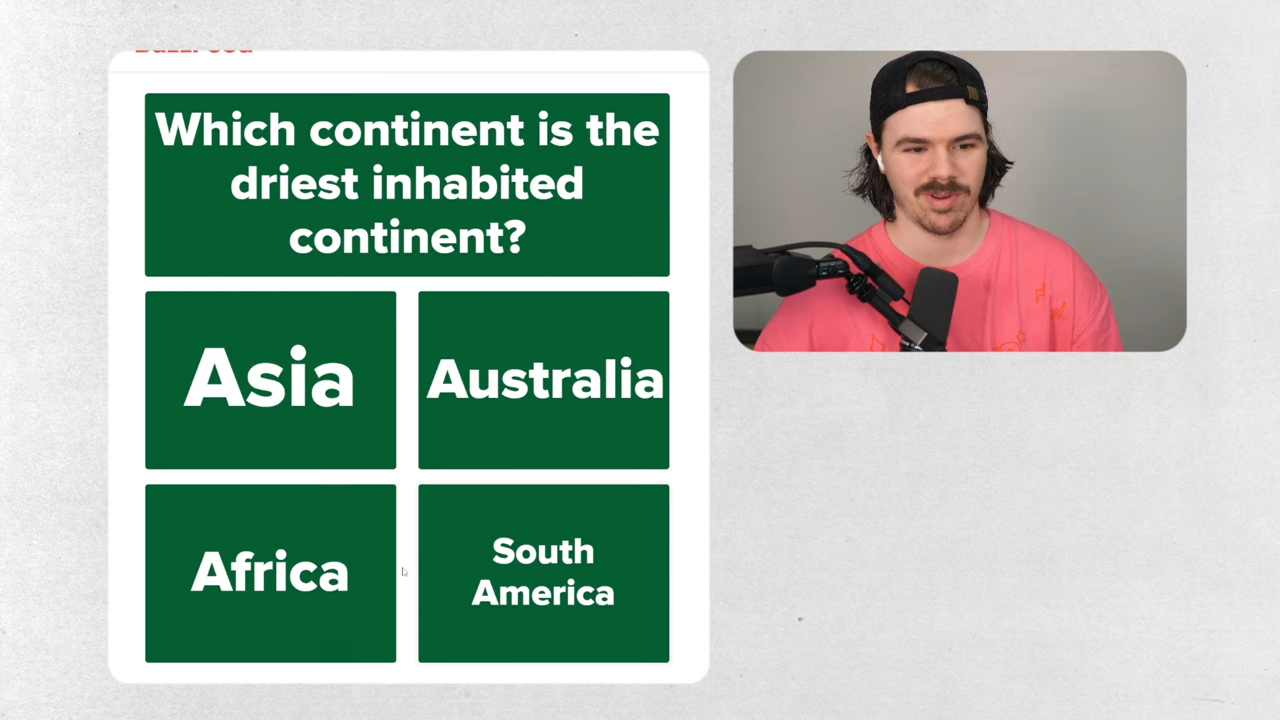 Which continent is the
driest inhabited
continent?
Asia
Australia
Africa
South
America